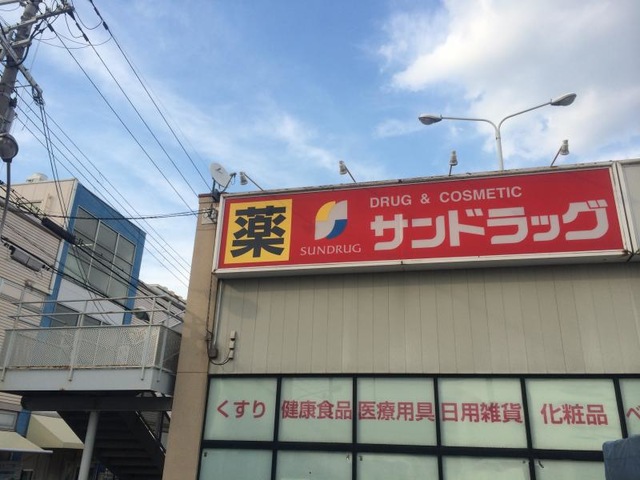 薬
SUNDRUG
DRUG & COSMETIC
サンドラッグ
くすり
健康食品
医療用具
日用雑貨
化粧品
ベ